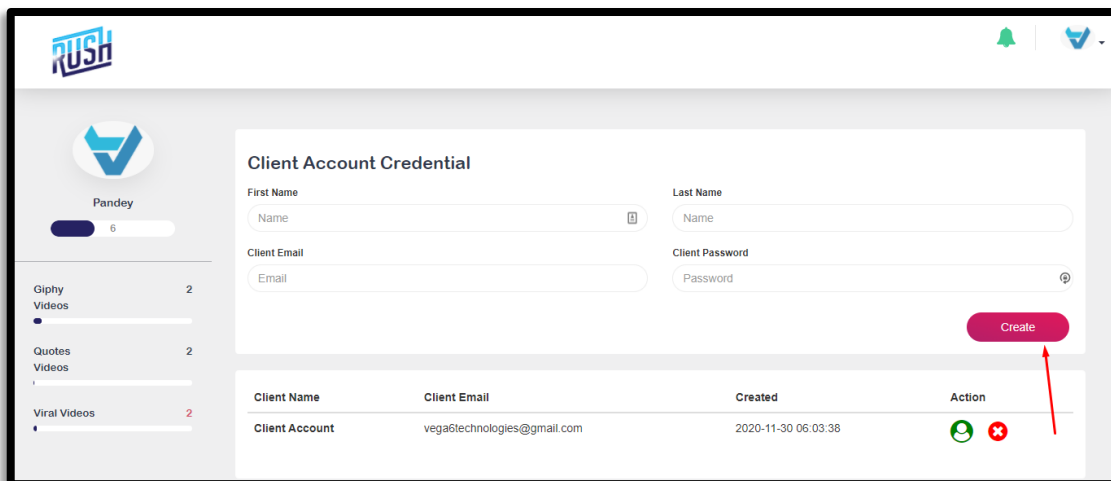 RUSH
Pandey
6
Giphy Videos 2
Quotes Videos 2
Viral Videos 2
Client Account Credential
First Name Last Name
Name Name
Client Email Client Password
Email Password
Create
Client Name Client Email Created Action
Client Account vega6technologies@gmail.com 2020-11-30 06:03:38